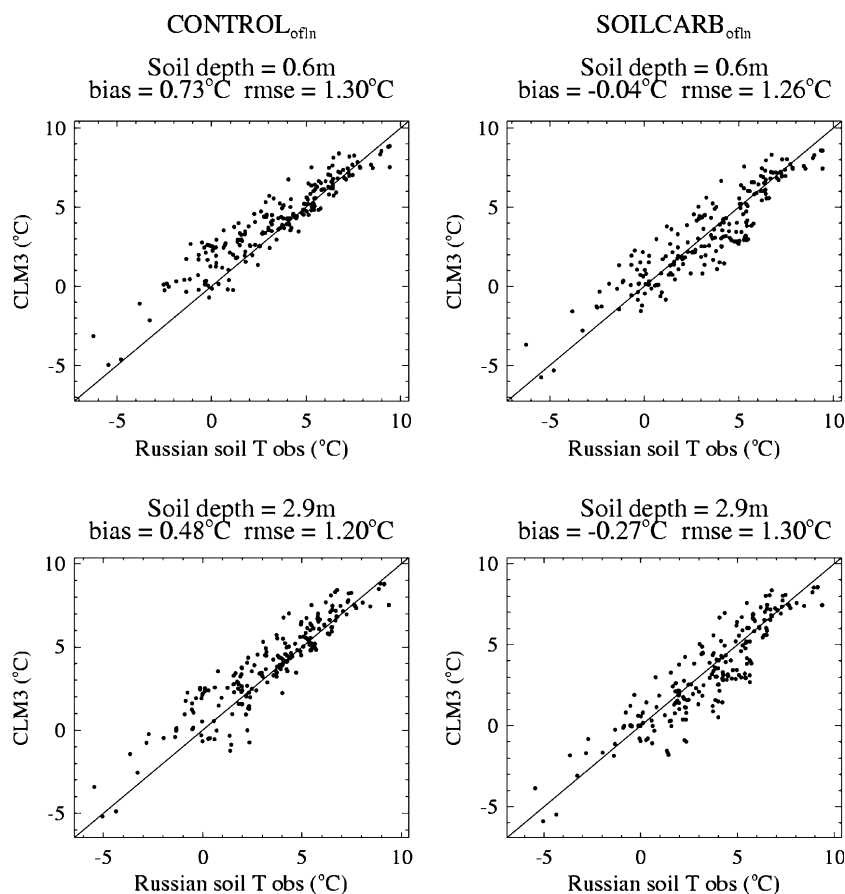 CONTROLofln
SOILCARBofln
Soil depth = 0.6m
bias = 0.73°C rmse = 1.30°C
Soil depth = 0.6m
bias = -0.04°C rmse = 1.26°C
10
5
0
-5
CLM3 (°C)
-5 0 5 10
Russian soil T obs (°C)
10
5
0
-5
CLM3 (°C)
-5 0 5 10
Russian soil T obs (°C)
Soil depth = 2.9m
bias = 0.48°C rmse = 1.20°C
Soil depth = 2.9m
bias = -0.27°C rmse = 1.30°C
10
5
0
-5
CLM3 (°C)
-5 0 5 10
Russian soil T obs (°C)
10
5
0
-5
CLM3 (°C)
-5 0 5 10
Russian soil T obs (°C)